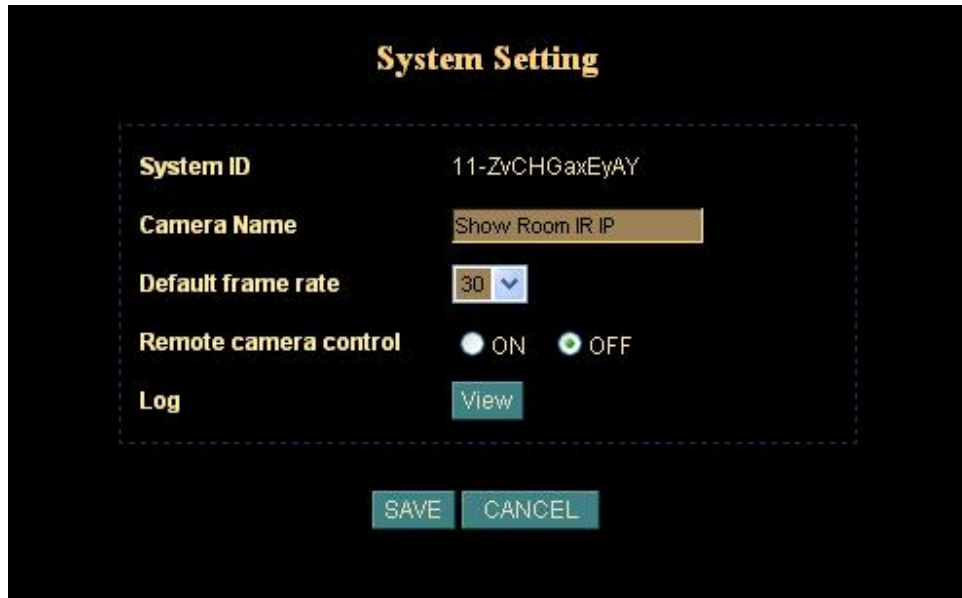 System Setting
System ID 11-ZvCHGaxEyAY
Camera Name Show Room IR IP
Default frame rate 30
Remote camera control ON OFF
Log View
SAVE CANCEL